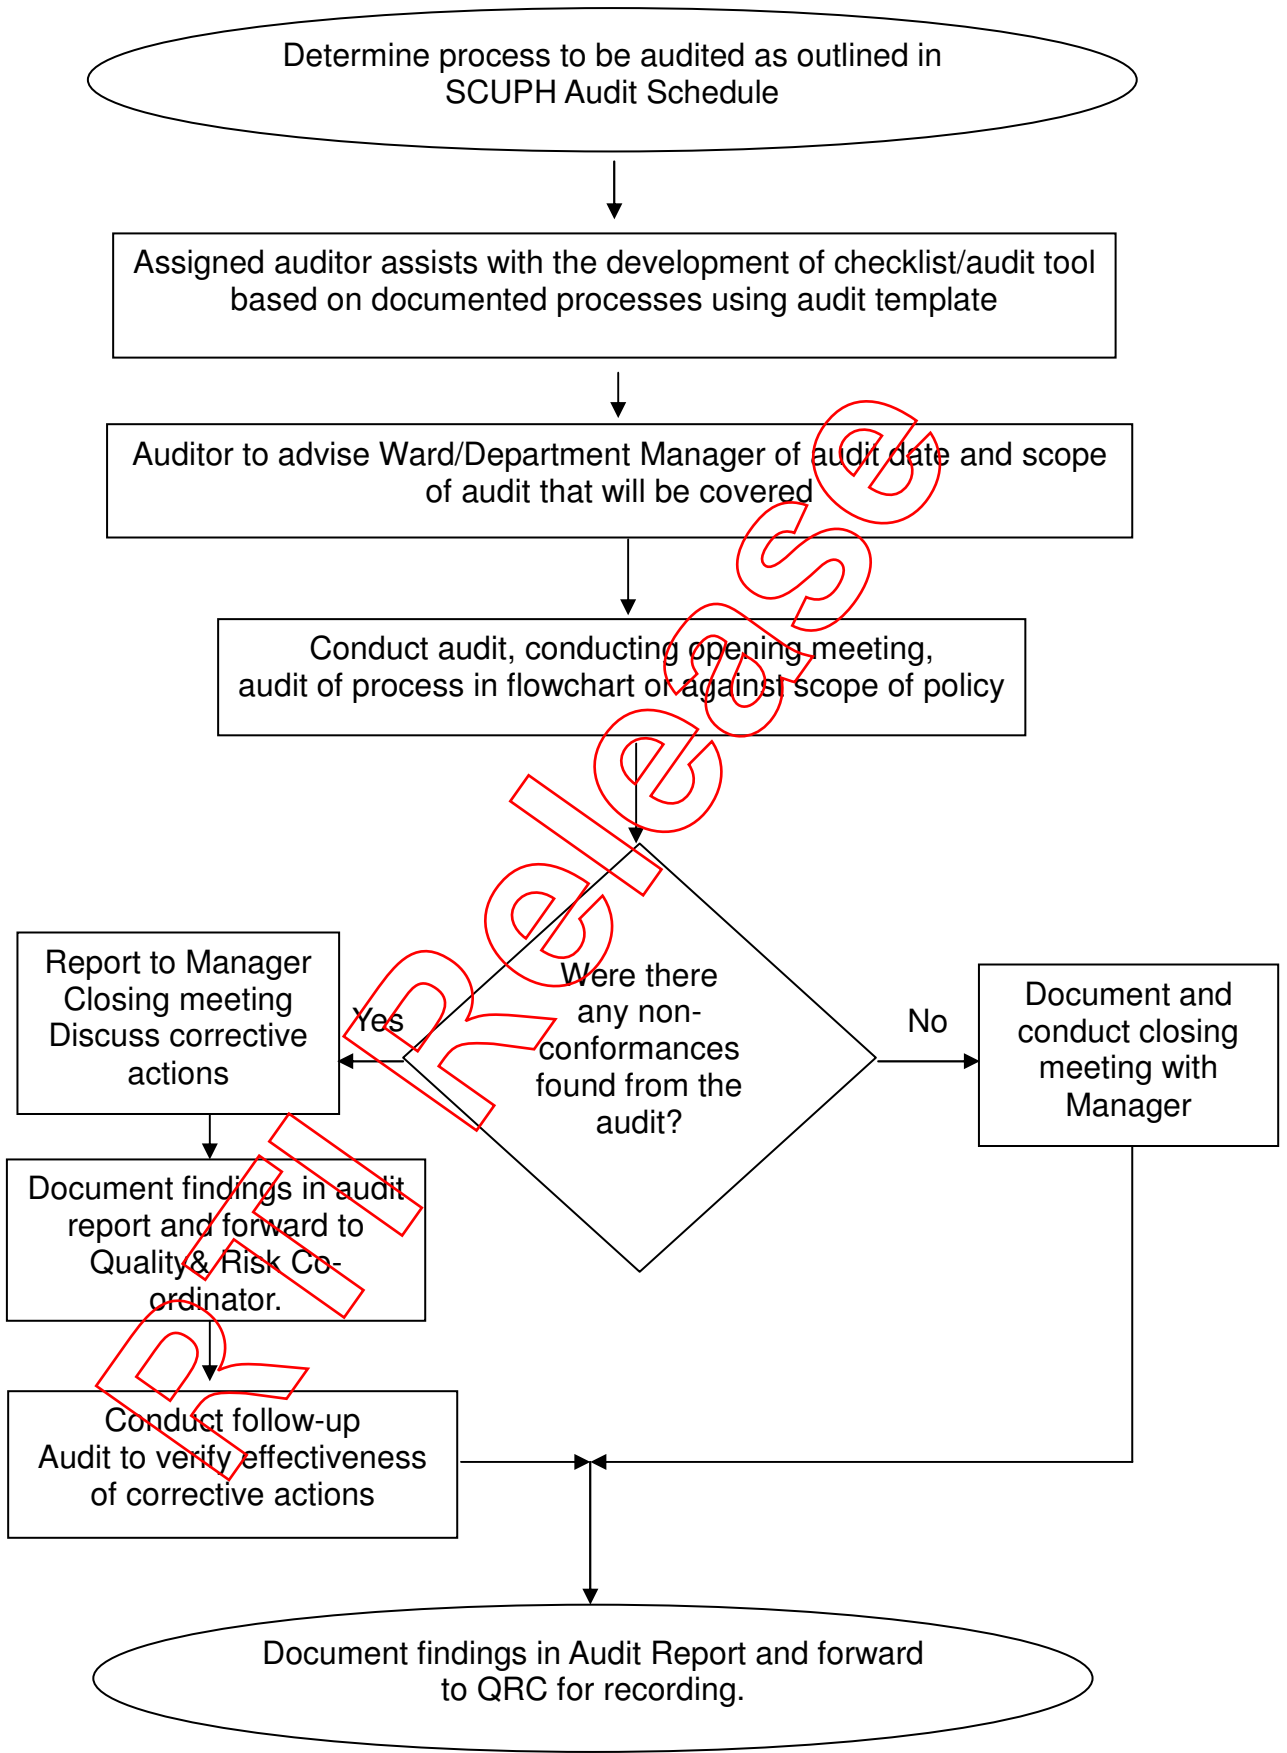 Determine process to be audited as outlined in
SCUPH Audit Schedule
Assigned auditor assists with the development of checklist/audit tool
based on documented processes using audit template
Auditor to advise Ward/Department Manager of audit date and scope
of audit that will be covered
Conduct audit, conducting opening meeting,
audit of process in flowchart or against scope of policy
Were there
any non-
conformances
found from the
audit?
Yes
No
Report to Manager
Closing meeting
Discuss corrective
actions
Document and
conduct closing
meeting with
Manager
Document findings in audit
report and forward to
Quality& Risk Co-
ordinator.
Conduct follow-up
Audit to verify effectiveness
of corrective actions
Document findings in Audit Report and forward
to QRC for recording.
RTI Release